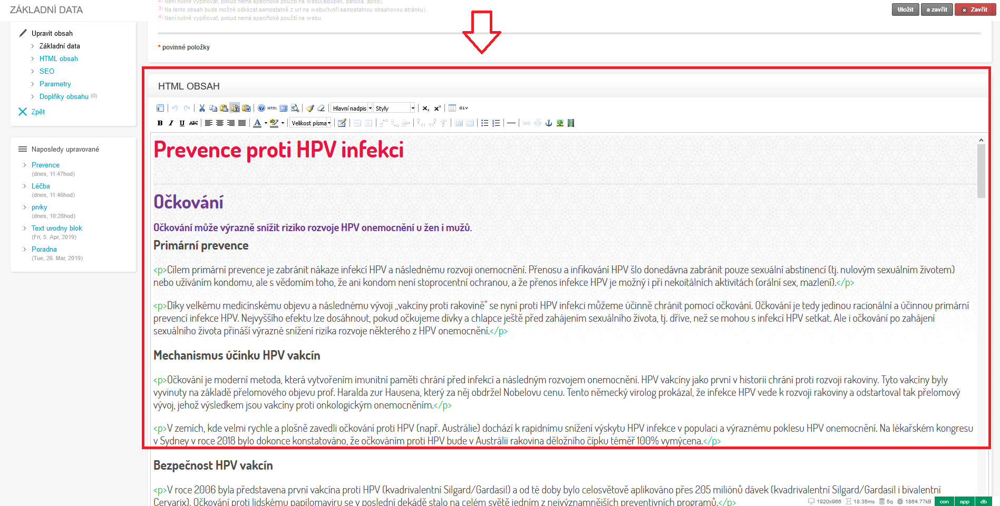 ZÁKLADNÍ DATA
Uložit
a zavřít
Zavřít
Upravit obsah
Základní data
HTML obsah
SEO
Parametry
Doplňky obsahu (0)
Zpět
Naposledy upravované
Prevence
(dnes, 11:47hod)
Léčba
(dnes, 11:46hod)
prvky
(dnes, 10:28hod)
Text uvodny blok
(Fri, 5. Apr, 2019)
Poradna
(Tue, 26. Mar, 2019)
2) Není nutné vyplňovat, pokud nemá specifické použití na webu(sloupek, patička, apod).
3) Na tento obsah bude možné odkázat samostatně z url na webu(tvoří samostatnou obsahovou stránku).
4) Není nutné vyplňovat, pokud nemá specifické použití na webu.
* povinné položky
HTML OBSAH
HTML
Hlavní nadpis
Styly
x₂ x²
div
B I U ABC
A
ab
Velikost písma
Prevence proti HPV infekci
Očkování
Očkování může výrazně snížit riziko rozvoje HPV onemocnění u žen i mužů.
Primární prevence
<p>Cílem primární prevence je zabránit nákaze infekcí HPV a následnému rozvoji onemocnění. Přenosu a infikování HPV šlo donedávna zabránit pouze sexuální abstinencí (tj. nulovým sexuálním životem)
nebo užíváním kondomu, ale s vědomím toho, že ani kondom není stoprocentní ochranou, a že přenos infekce HPV je možný i při nekoitálních aktivitách (orální sex, mazlení).</p>
<p>Díky velkému medicínskému objevu a následnému vývoji „vakcíny proti rakovině" se nyní proti HPV infekci můžeme účinně chránit pomocí očkování. Očkování je tedy jedinou racionální a účinnou primární
prevencí infekce HPV. Nejvyššího efektu lze dosáhnout, pokud očkujeme dívky a chlapce ještě před zahájením sexuálního života, tj. dříve, než se mohou s infekcí HPV setkat. Ale i očkování po zahájení
sexuálního života přináší výrazné snížení rizika rozvoje některého z HPV onemocnění.</p>
Mechanismus účinku HPV vakcín
<p>Očkování je moderní metoda, která vytvořením imunitní paměti chrání před infekcí a následným rozvojem onemocnění. HPV vakcíny jako první v historii chrání proti rozvoji rakoviny. Tyto vakcíny byly
vyvinuty na základě přelomového objevu prof. Haralda zur Hausena, který za něj obdržel Nobelovu cenu. Tento německý virolog prokázal, že infekce HPV vede k rozvoji rakoviny a odstartoval tak přelomový
vývoj, jehož výsledkem jsou vakcíny proti onkologickým onemocněním.</p>
<p>V zemích, kde velmi rychle a plošně zavedli očkování proti HPV (např. Austrálie) dochází k rapidnímu snížení výskytu HPV infekce v populaci a výraznému poklesu HPV onemocnění. Na lékařském kongresu
v Sydney v roce 2018 bylo dokonce konstatováno, že očkováním proti HPV bude v Austrálii rakovina děložního čípku téměř 100% vymýcena.</p>
Bezpečnost HPV vakcín
<p>V roce 2006 byla představena první vakcína proti HPV (kvadrivalentní Silgard/Gardasil) a od té doby bylo celosvětově aplikováno přes 205 miliónů dávek (kvadrivalentní Silgard/Gardasil i bivalentní
Cervarix). Očkování proti lidskému papilomaviru se v poslední dekádě stalo na celém světě jedním z nejvýznamnějších preventivních programů.</p>
1920x966
18.35ms
5q
1864.77kB
con
app
db